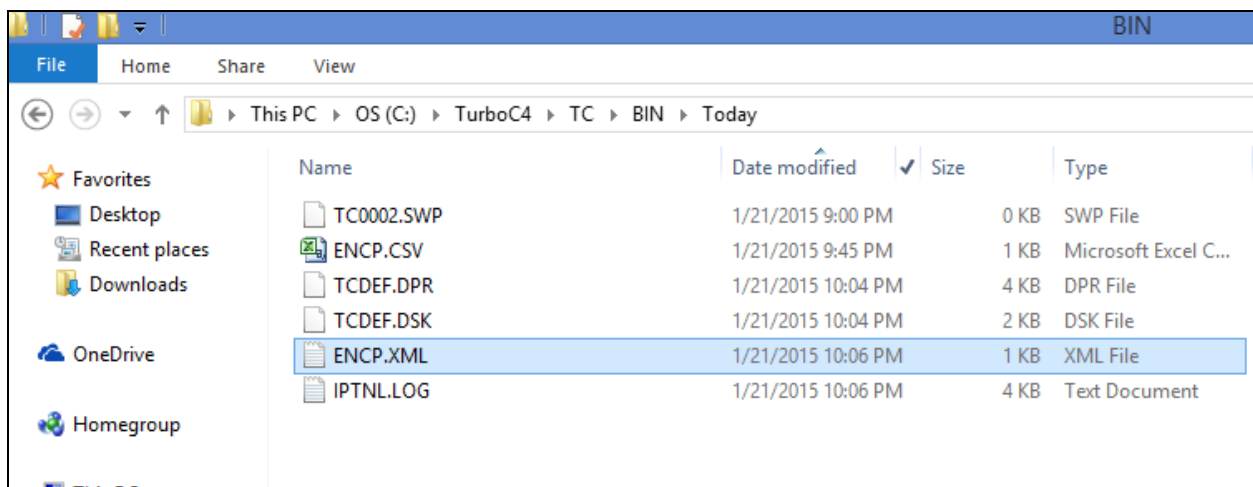 BIN
File Home Share View
This PC OS (C:) TurboC4 TC BIN Today
Name Date modified Size Type
Favorites
Desktop
Recent places
Downloads
OneDrive
Homegroup
TC0002.SWP 1/21/2015 9:00 PM 0 KB SWP File
ENCP.CSV 1/21/2015 9:45 PM 1 KB Microsoft Excel C...
TCDEF.DPR 1/21/2015 10:04 PM 4 KB DPR File
TCDEF.DSK 1/21/2015 10:04 PM 2 KB DSK File
ENCP.XML 1/21/2015 10:06 PM 1 KB XML File
IPTNL.LOG 1/21/2015 10:06 PM 4 KB Text Document